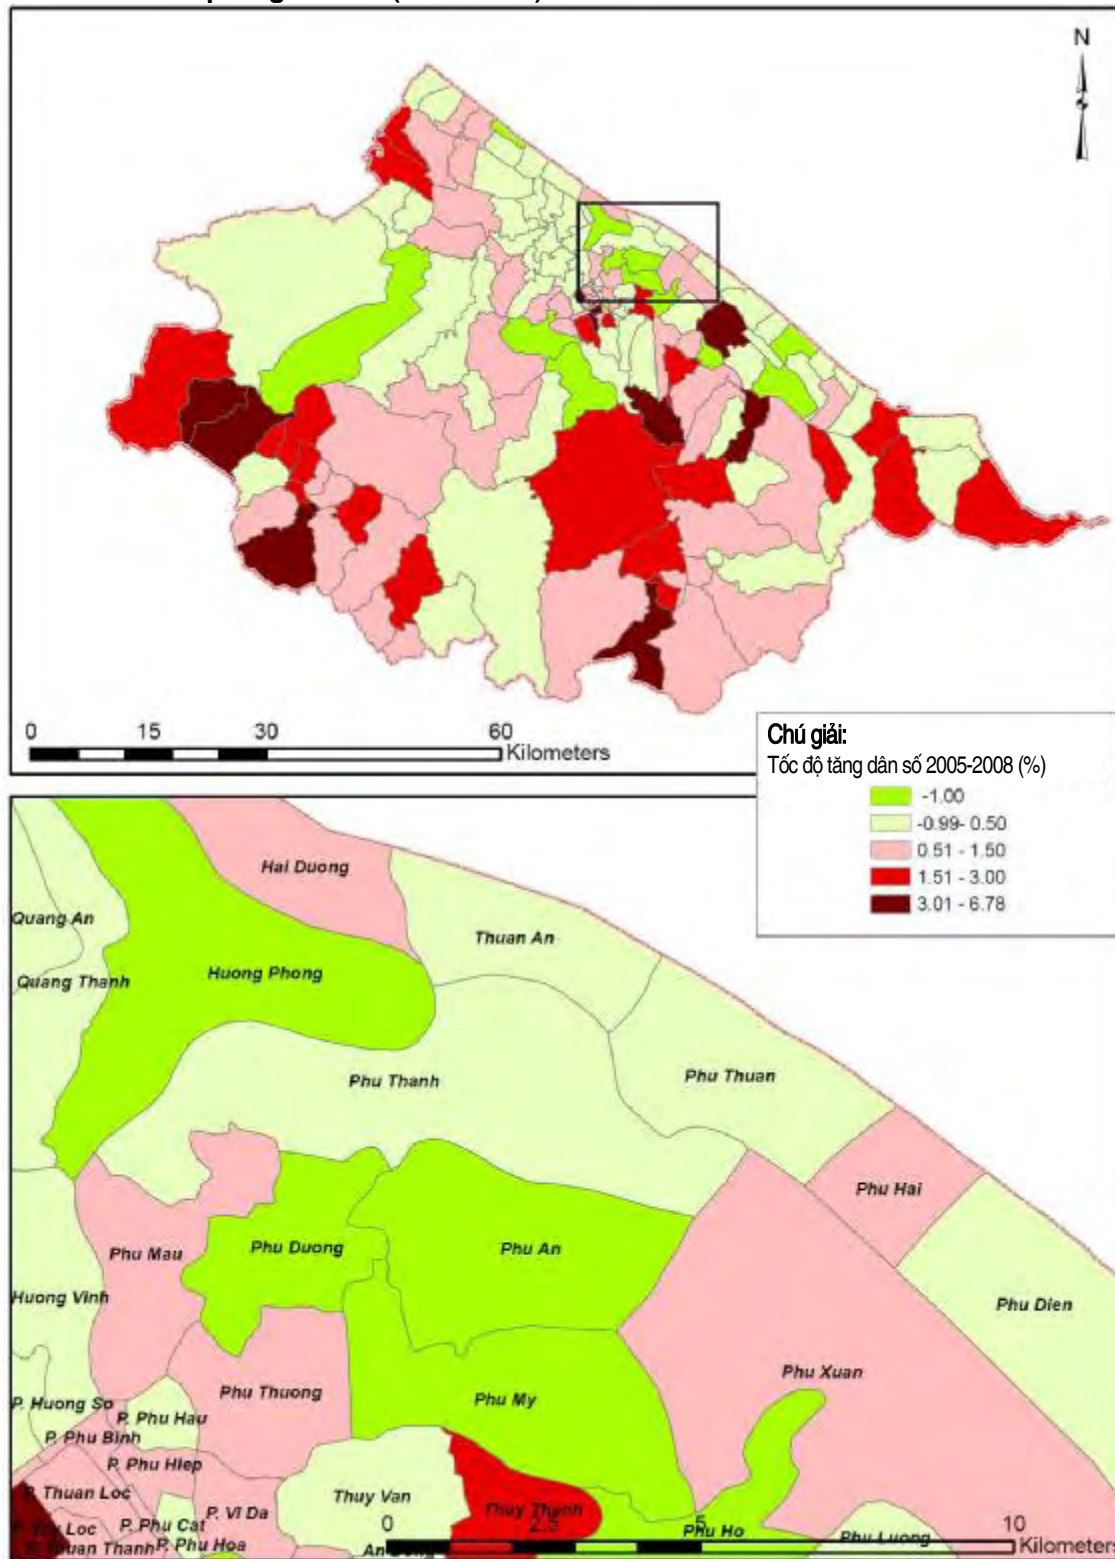 N
0 15 30 60
Kilometers
Chú giải:
Tốc độ tăng dân số 2005-2008 (%)
-1.00
-0.99- 0.50
0.51 - 1.50
1.51 - 3.00
3.01 - 6.78
Hai Duong
Quang An
Thuan An
Quang Thanh
Huong Phong
Phu Thanh
Phu Thuan
Phu Hai
Phu Mau
Phu Duong
Phu An
Huong Vinh
Phu Dien
Phu Xuan
Phu Thuong
Phu My
P. Huong So
P. Phu Hau
P. Phu Binh
P. Phu Hiep
P. Thuan Loc
Thuy Van
P. Vi Da
Thuy Thanh
Loc
P. Phu Cat
Phu Ho
Phu Luong
Thuan Thanh
P. Phu Hoa
0 2.5 5 10
Kilometers